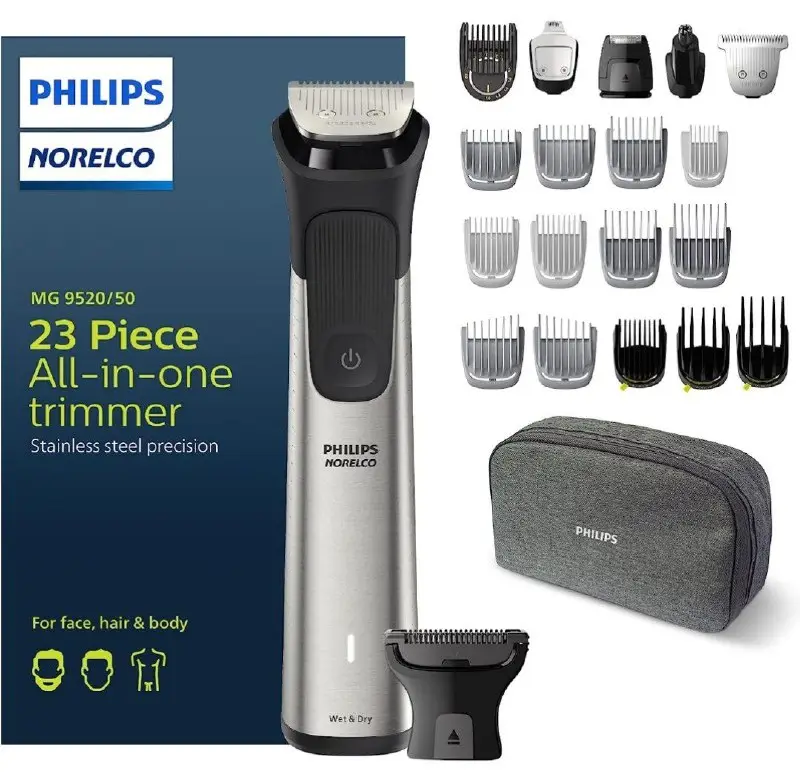 PHILIPS
NORELCO
MG 9520/50
23 Piece
All-in-one
trimmer
Stainless steel precision
For face, hair & body
PHILIPS
NORELCO
Wet & Dry
PHILIPS